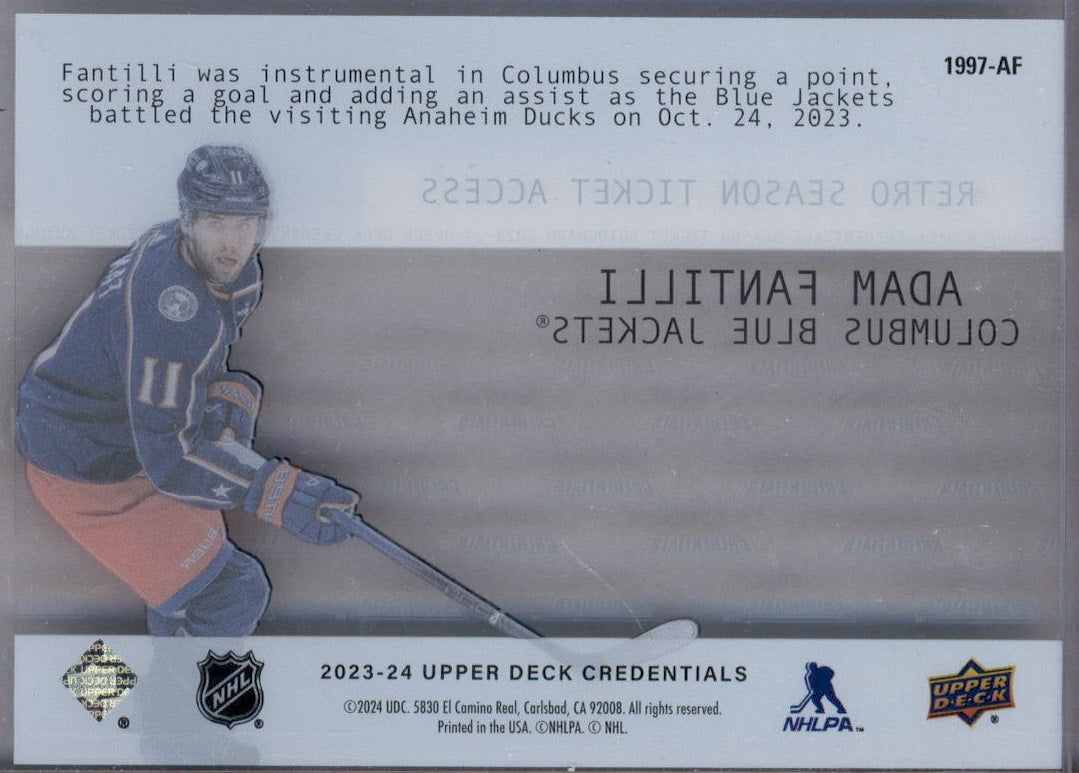 1997-AF
Fantilli was instrumental in Columbus securing a point,
scoring a goal and adding an assist as the Blue Jackets
battled the visiting Anaheim Ducks on Oct. 24, 2023.
11
RETRO SEASON TICKET ACCESS
ADAM FANTILLI
COLUMBUS BLUE JACKETS®
11
2023-24 UPPER DECK CREDENTIALS
©2024 UDC. 5830 El Camino Real, Carlsbad, CA 92008. All rights reserved.
Printed in the USA. ©NHLPA. © NHL.
NHL
®
NHLPA™
UPPER
DECK
®